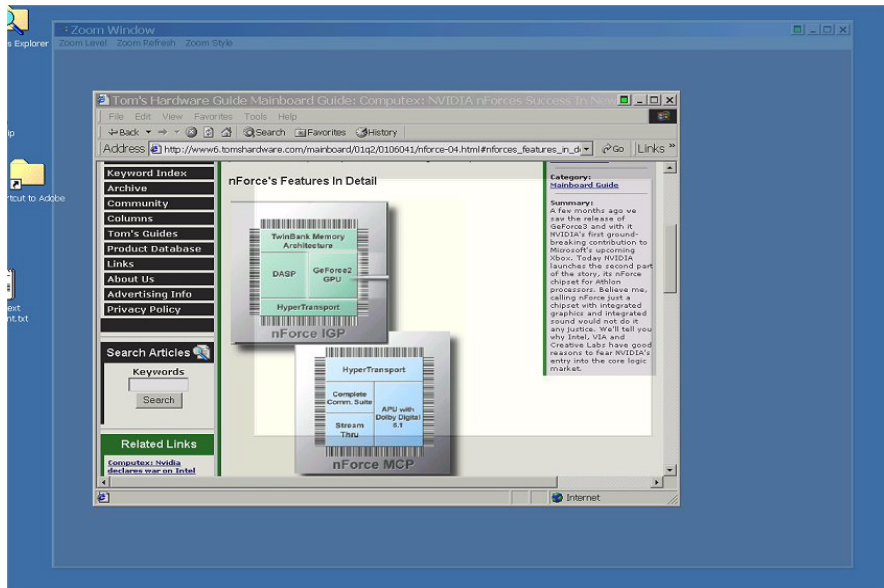 Zoom Window
s Explorer
Zoom Level Zoom Refresh Zoom Style
Tom's Hardware Guide Mainboard Guide: Computex: NVIDIA nForces Success In New
File Edit View Favorites Tools Help
Back Search Favorites History
Address http://www6.tomshardware.com/mainboard/01q2/0106041/nforce-04.html#nforces_features_in_d Go Links »
ip
rtcut to Adobe
ext
nt.txt
Keyword Index
Archive
Community
Columns
Tom's Guides
Product Database
Links
About Us
Advertising Info
Privacy Policy
Search Articles
Keywords
Search
Related Links
Computex: Nvidia
declares war on Intel
nForce's Features In Detail
TwinBank Memory
Architecture
DASP
GeForce2
GPU
HyperTransport
nForce IGP
HyperTransport
Complete
Comm. Suite
APU with
Dolby Digital
5.1
Stream
Thru
nForce MCP
Category:
Mainboard Guide
Summary:
A few months ago we
saw the release of
GeForce3 and with it
NVIDIA's first ground-
breaking contribution to
Microsoft's upcoming
Xbox. Today NVIDIA
launches the second part
of the story, its nForce
chipset for Athlon
processors. Believe me,
calling nForce just a
chipset with integrated
graphics and integrated
sound would not do it
any justice. We'll tell you
why Intel, VIA and
Creative Labs have good
reasons to fear NVIDIA's
entry into the core logic
market.
Internet